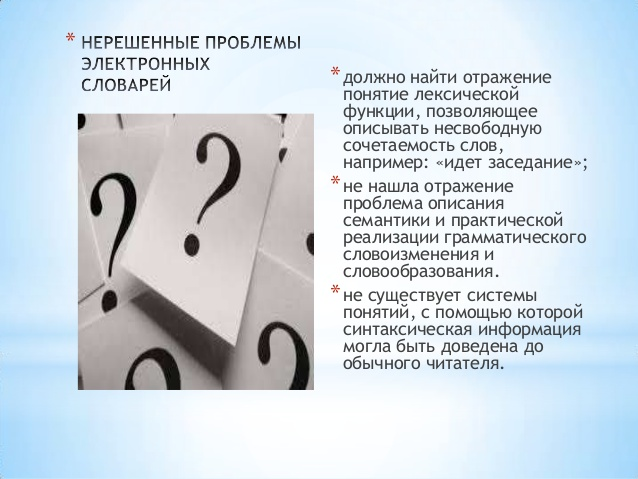 * НЕРЕШЕННЫЕ ПРОБЛЕМЫ
ЭЛЕКТРОННЫХ
СЛОВАРЕЙ
* должно найти отражение
понятие лексической
функции, позволяющее
описывать несвободную
сочетаемость слов,
например: «идет заседание»;
* не нашла отражение
проблема описания
семантики и практической
реализации грамматического
словоизменения и
словообразования.
* не существует системы
понятий, с помощью которой
синтаксическая информация
могла быть доведена до
обычного читателя.
? ? ? ?